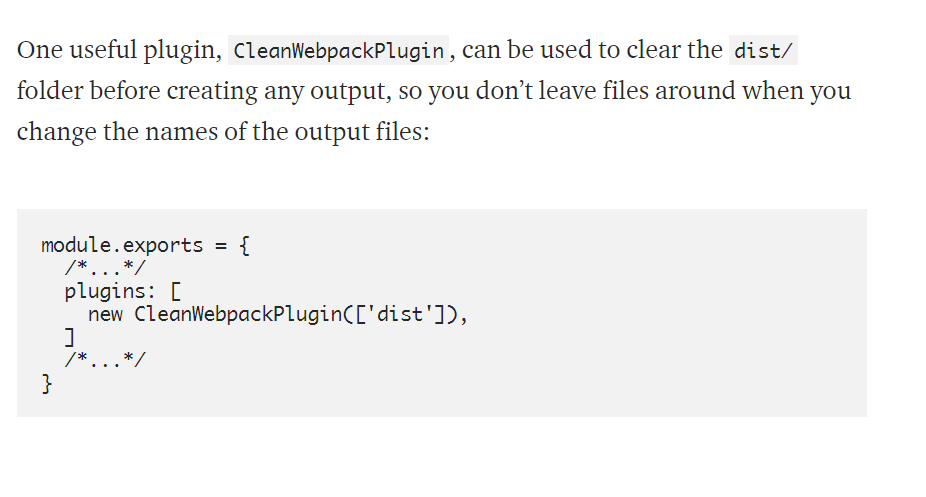 One useful plugin, CleanWebpackPlugin, can be used to clear the dist/
folder before creating any output, so you don’t leave files around when you
change the names of the output files:
module.exports = {
  /*...*/
  plugins: [
    new CleanWebpackPlugin(['dist']),
  ]
  /*...*/
}